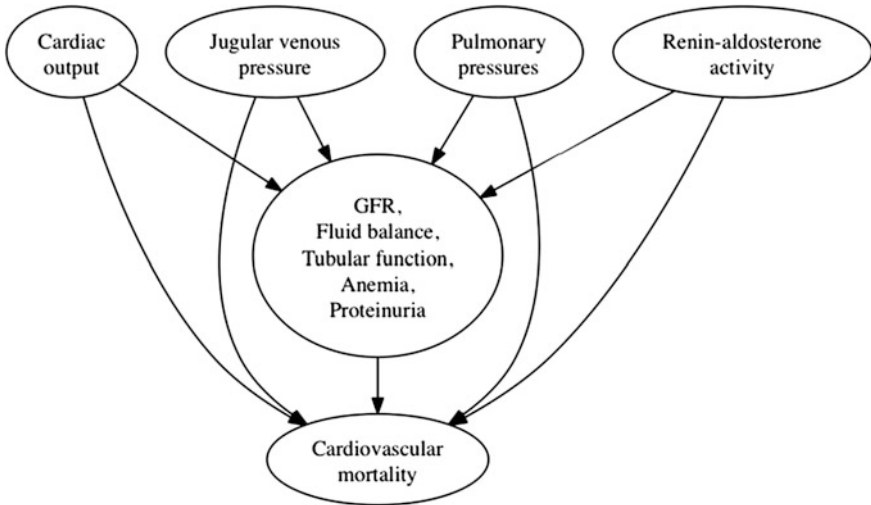 Cardiac
output
Jugular venous
pressure
Pulmonary
pressures
Renin-aldosterone
activity
GFR,
Fluid balance,
Tubular function,
Anemia,
Proteinuria
Cardiovascular
mortality